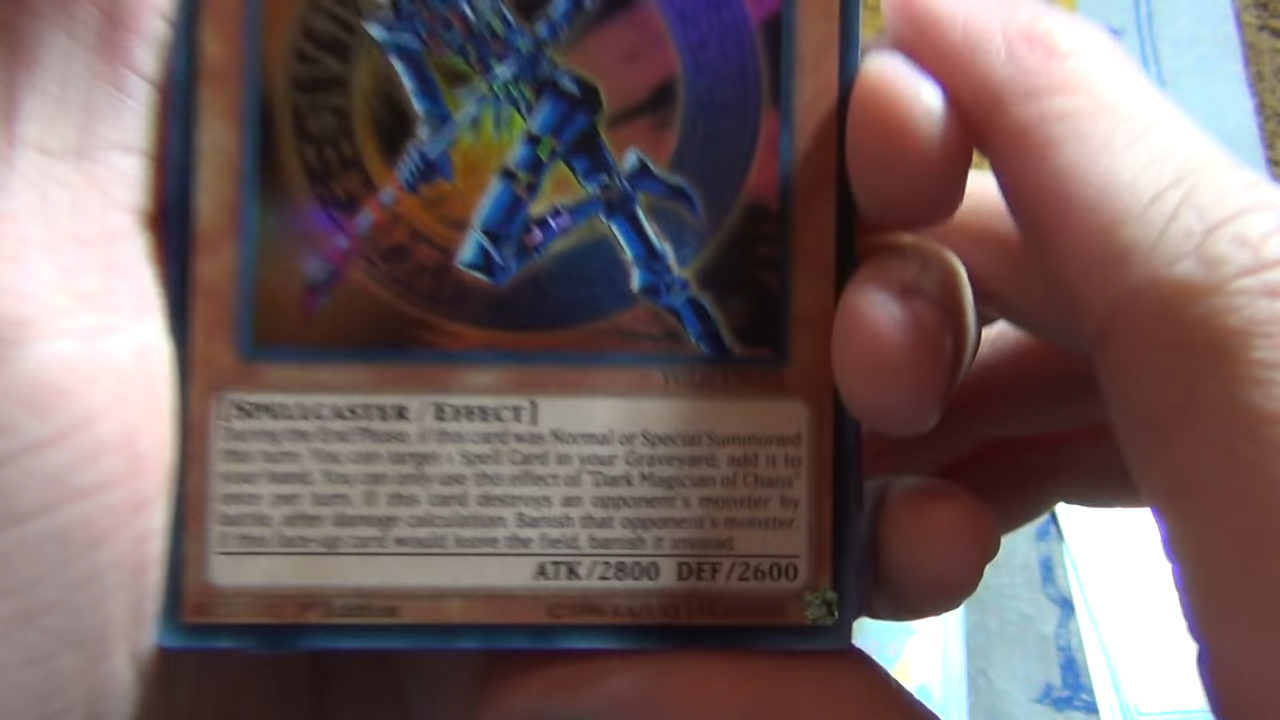 [SPELLCASTER / EFFECT]
During the End Phase, if this card was Normal or Special Summoned
this turn: You can target 1 Spell Card in your Graveyard; add it to
your hand. You can only use this effect of "Dark Magician of Chaos"
once per turn. If this card destroys an opponent's monster by
battle, after damage calculation: Banish that opponent's monster.
If this face-up card would leave the field, banish it instead.
ATK/2800 DEF/2600
1st Edition